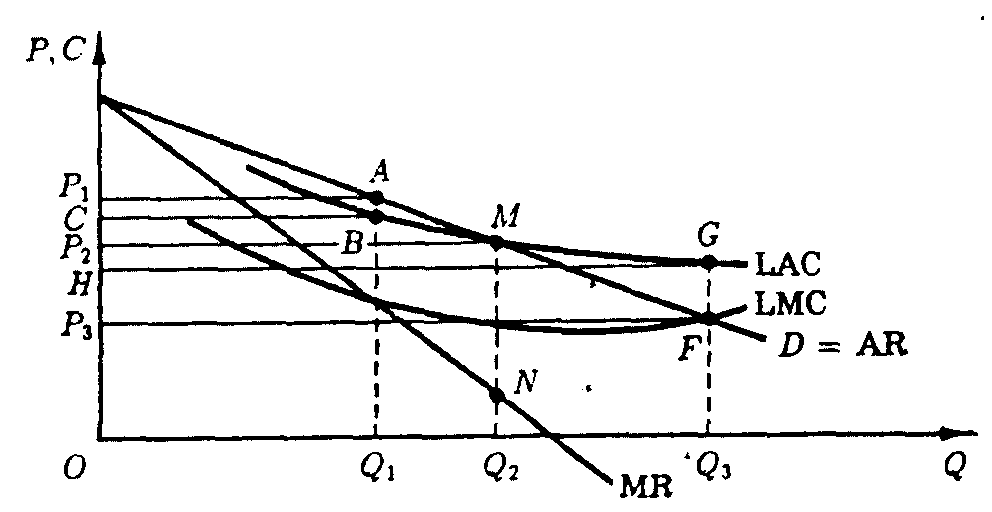 P, C
A
P₁
C
M
P₂
B
G
LAC
H
LMC
P₃
F
D = AR
N
O
Q₁
Q₂
Q₃
Q
MR